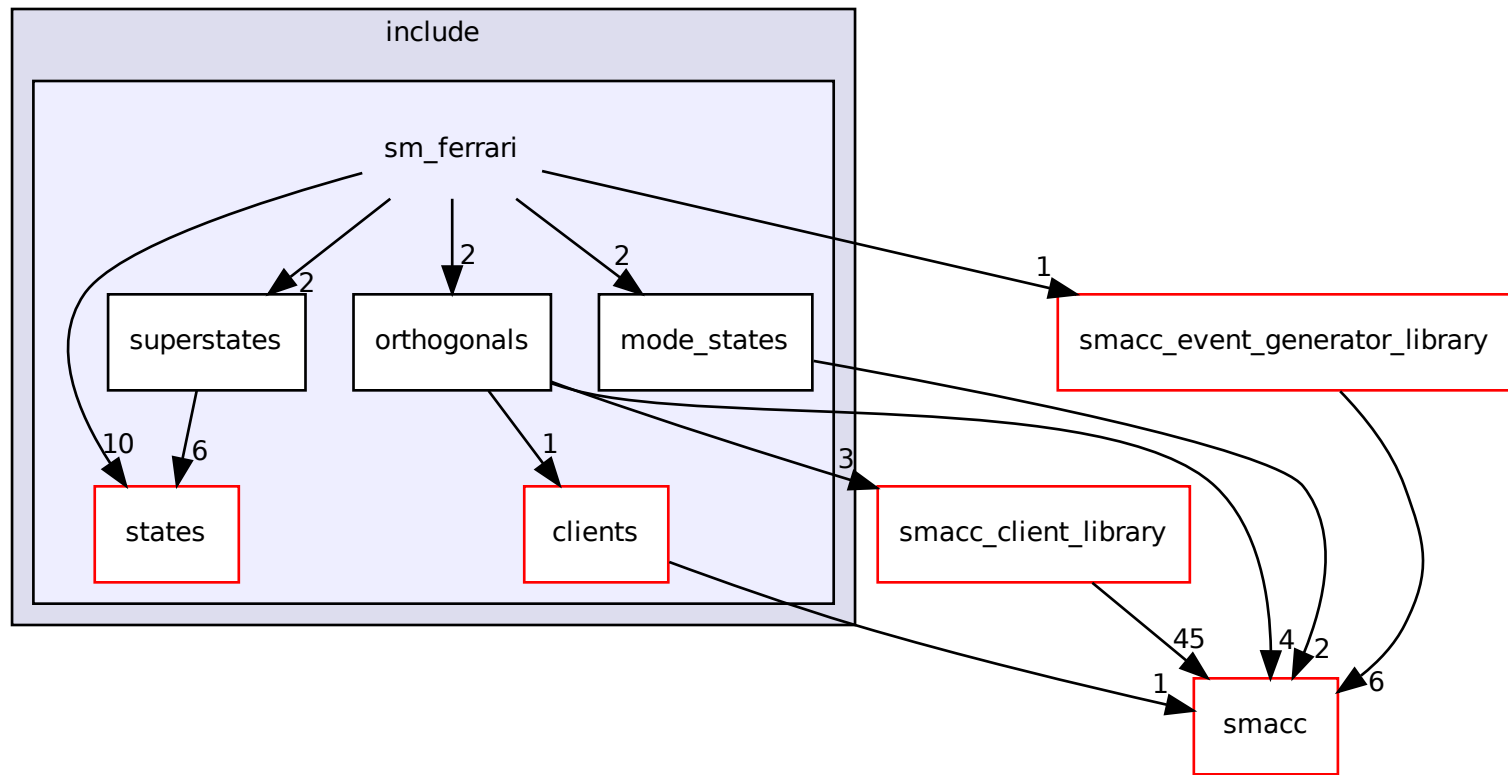 include
sm_ferrari
1
2
2
2
superstates
orthogonals
mode_states
smacc_event_generator_library
10
6
1
3
states
clients
smacc_client_library
45
4
2
1
6
smacc